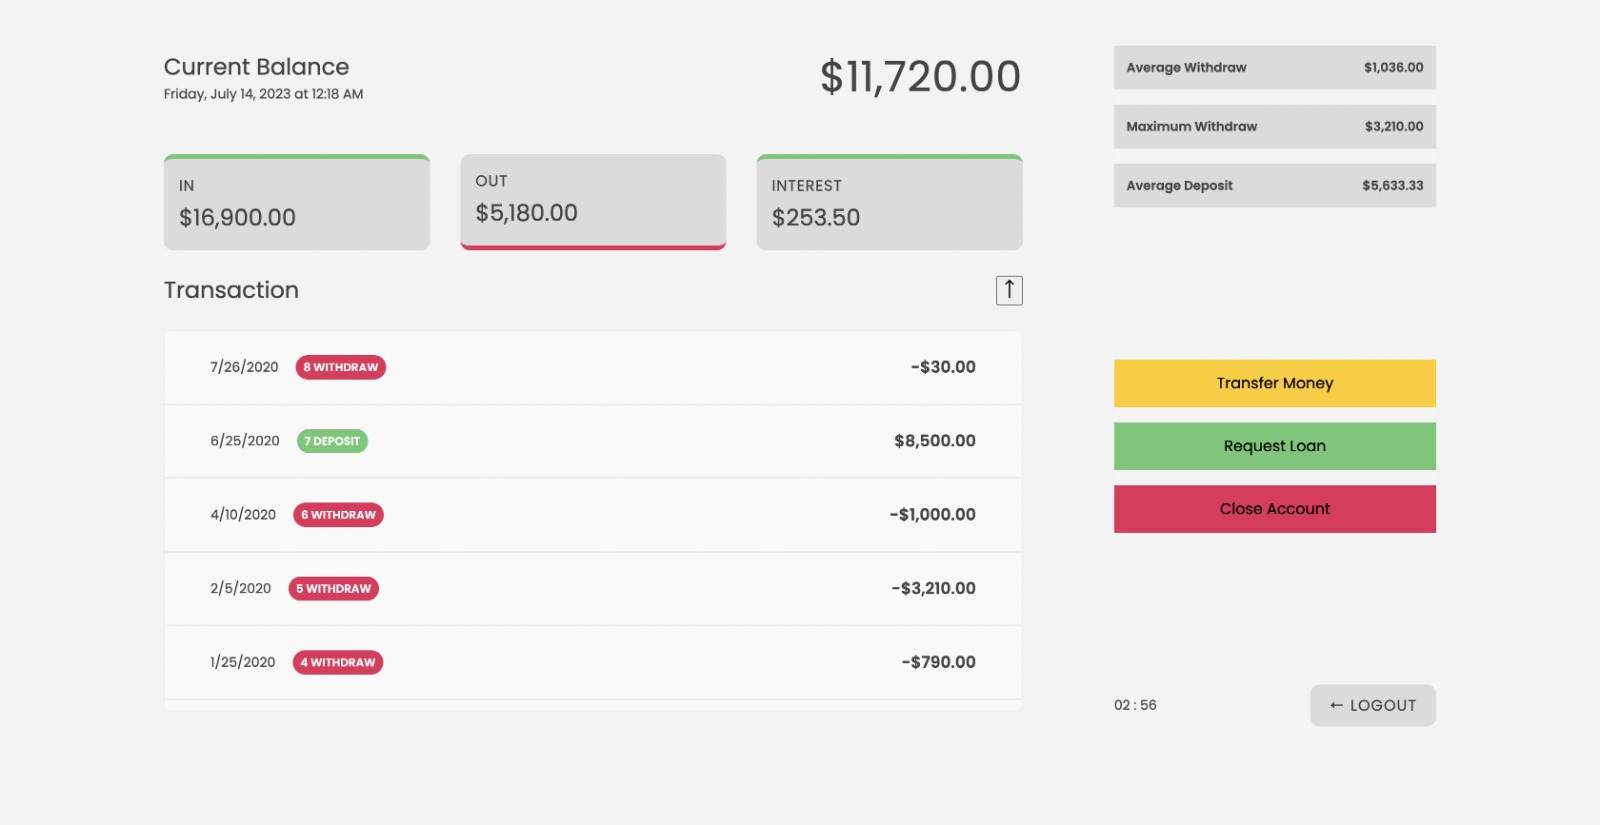 Current Balance
Friday, July 14, 2023 at 12:18 AM
$11,720.00
IN
$16,900.00
OUT
$5,180.00
INTEREST
$253.50
Transaction
↑
7/26/2020 8 WITHDRAW -$30.00
6/25/2020 7 DEPOSIT $8,500.00
4/10/2020 6 WITHDRAW -$1,000.00
2/5/2020 5 WITHDRAW -$3,210.00
1/25/2020 4 WITHDRAW -$790.00
Average Withdraw $1,036.00
Maximum Withdraw $3,210.00
Average Deposit $5,633.33
Transfer Money
Request Loan
Close Account
02 : 56
← LOGOUT